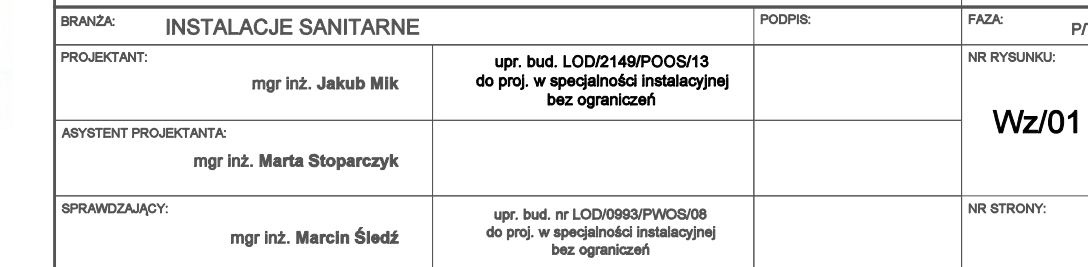 BRANŻA: INSTALACJE SANITARNE PODPIS: FAZA:
PROJEKTANT: NR RYSUNKU:
upr. bud. LOD/2149/POOS/13
mgr inż. Jakub Mik do proj. w specjalności instalacyjnej
bez ograniczeń
Wz/01
ASYSTENT PROJEKTANTA:
mgr inż. Marta Stoparczyk
SPRAWDZAJĄCY: NR STRONY:
upr. bud. nr LOD/0993/PWOS/08
mgr inż. Marcin Śledź do proj. w specjalności instalacyjnej
bez ograniczeń